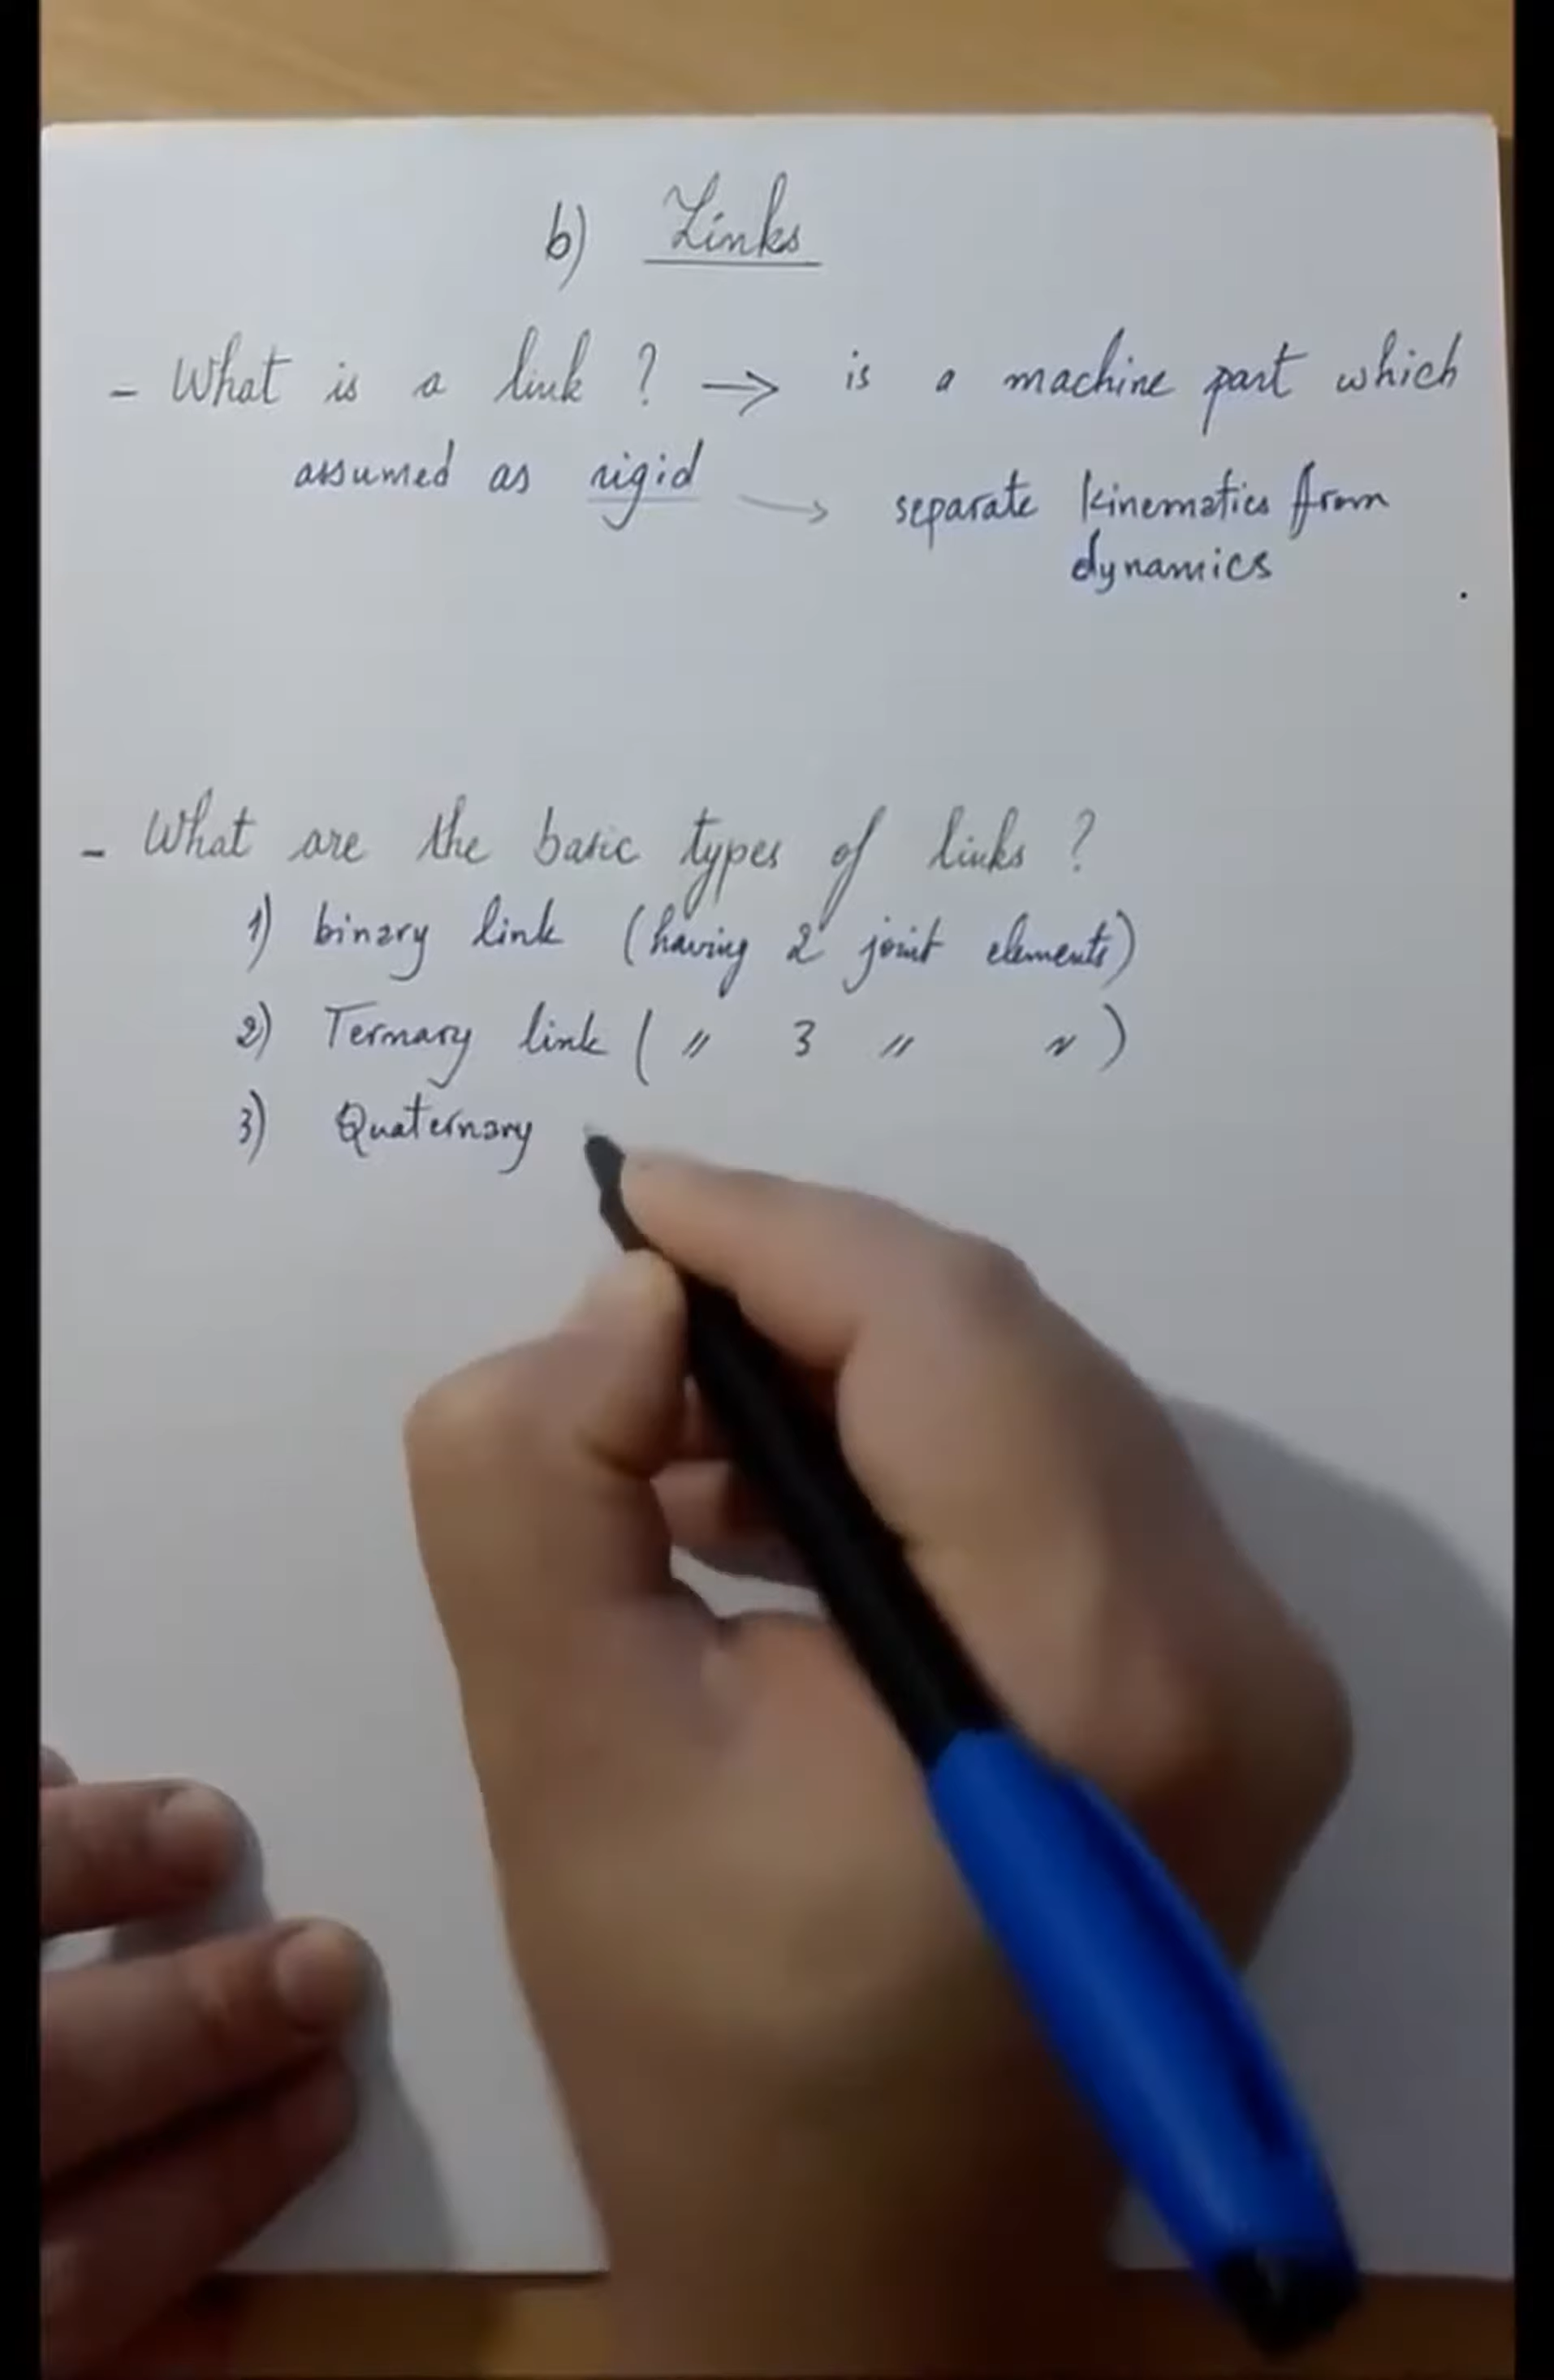 b) Links
- What is a link ? → is a machine part which
assumed as rigid → separate kinematics from
dynamics
- What are the basic types of links ?
1) binary link (having 2 joint elements)
2) Ternary link ( " 3 " " )
3) Quaternary